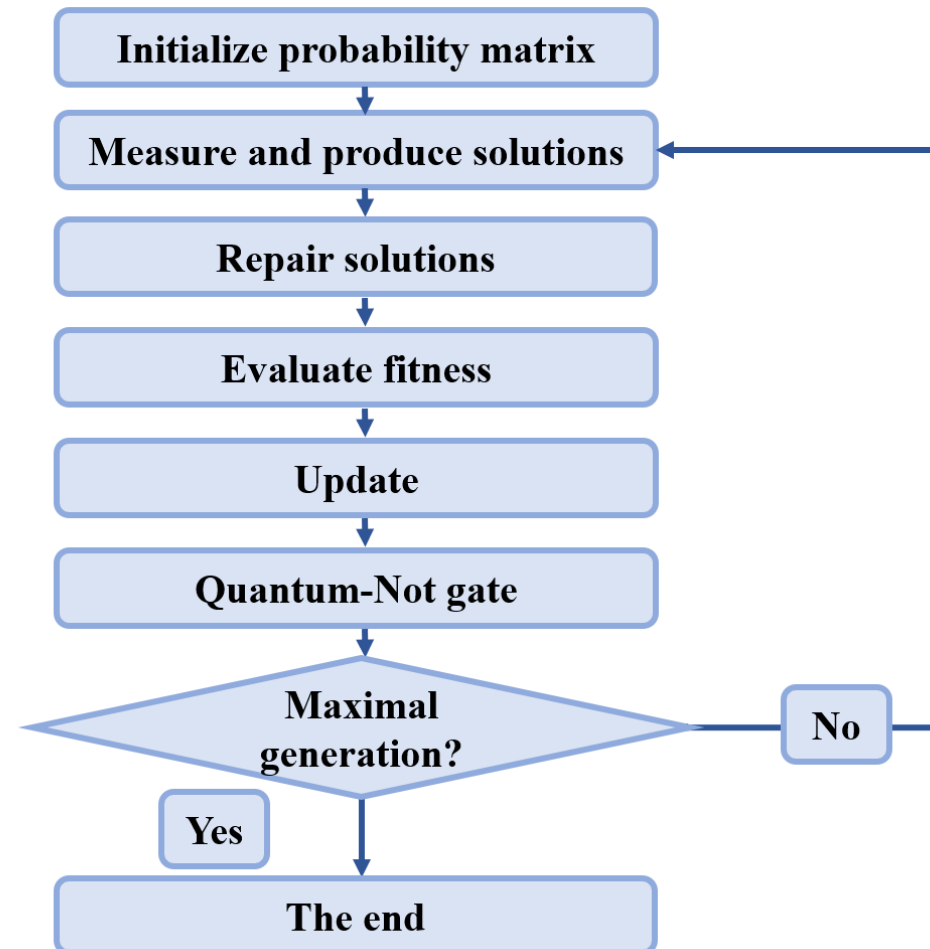 Initialize probability matrix
Measure and produce solutions
Repair solutions
Evaluate fitness
Update
Quantum-Not gate
Maximal
generation?
No
Yes
The end